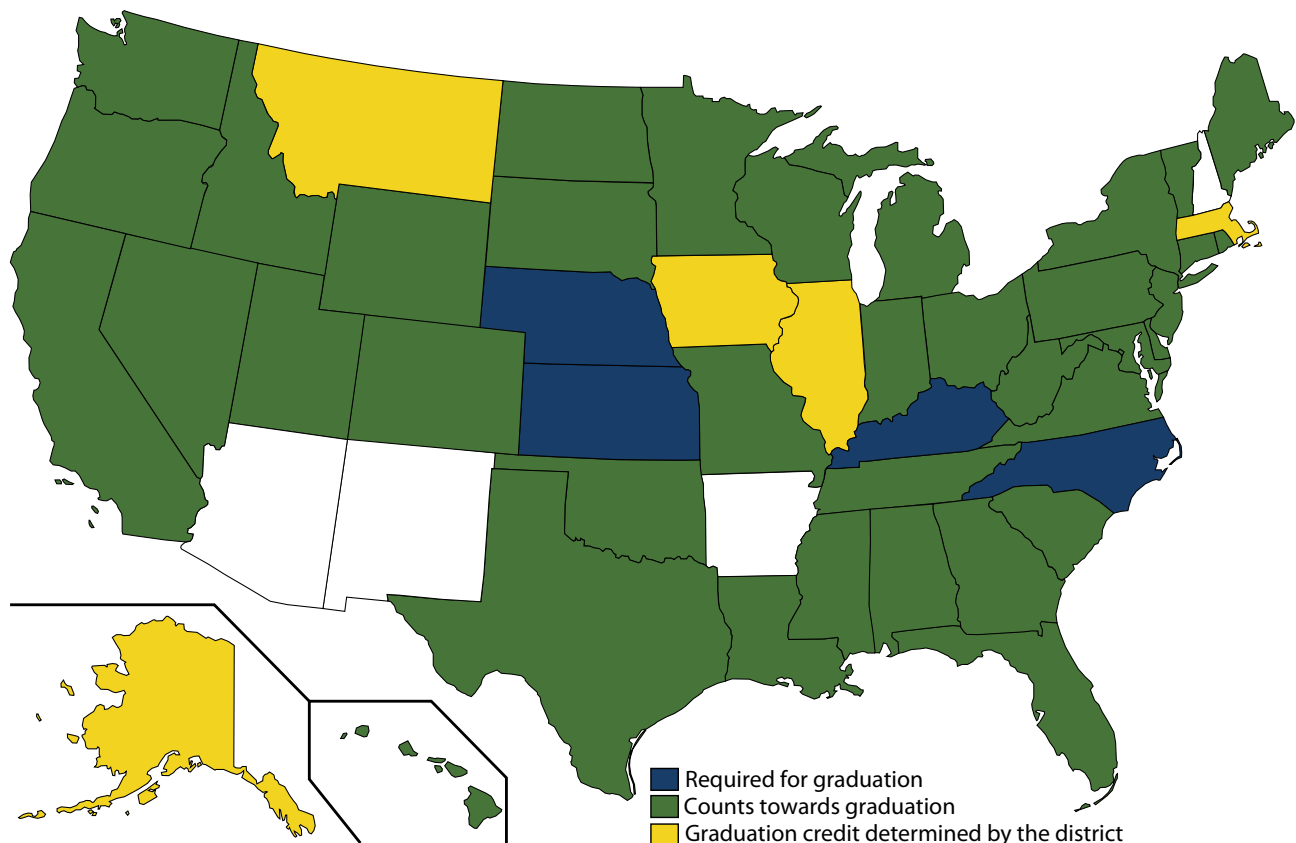 Required for graduation
Counts towards graduation
Graduation credit determined by the district